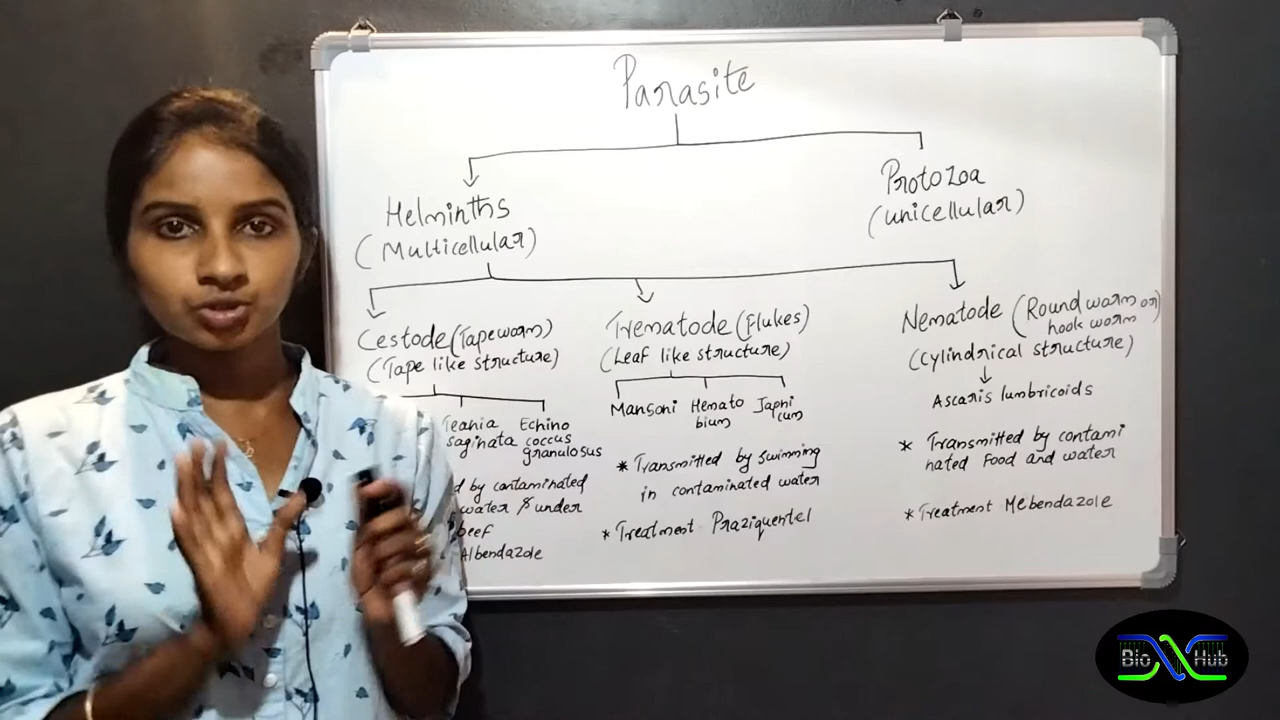 Parasite
Helminths
(Multicellular)
Protozoa
(unicellular)
Cestode (Tapeworm)
(Tape like structure)
Teania
saginata
Echino
coccus
granulosus
by contaminated
water & under
beef
Albendazole
Trematode (Flukes)
(Leaf like structure)
Mansoni
Hemato
bium
Japni
cum
* Transmitted by swimming
in contaminated water
* Treatment Praziquentel
Nematode (Round warm or)
hook worm
(cylindrical structure)
Ascaris lumbricoids
* Transmitted by contami
nated Food and water
* Treatment Mebendazole
Bio Hub